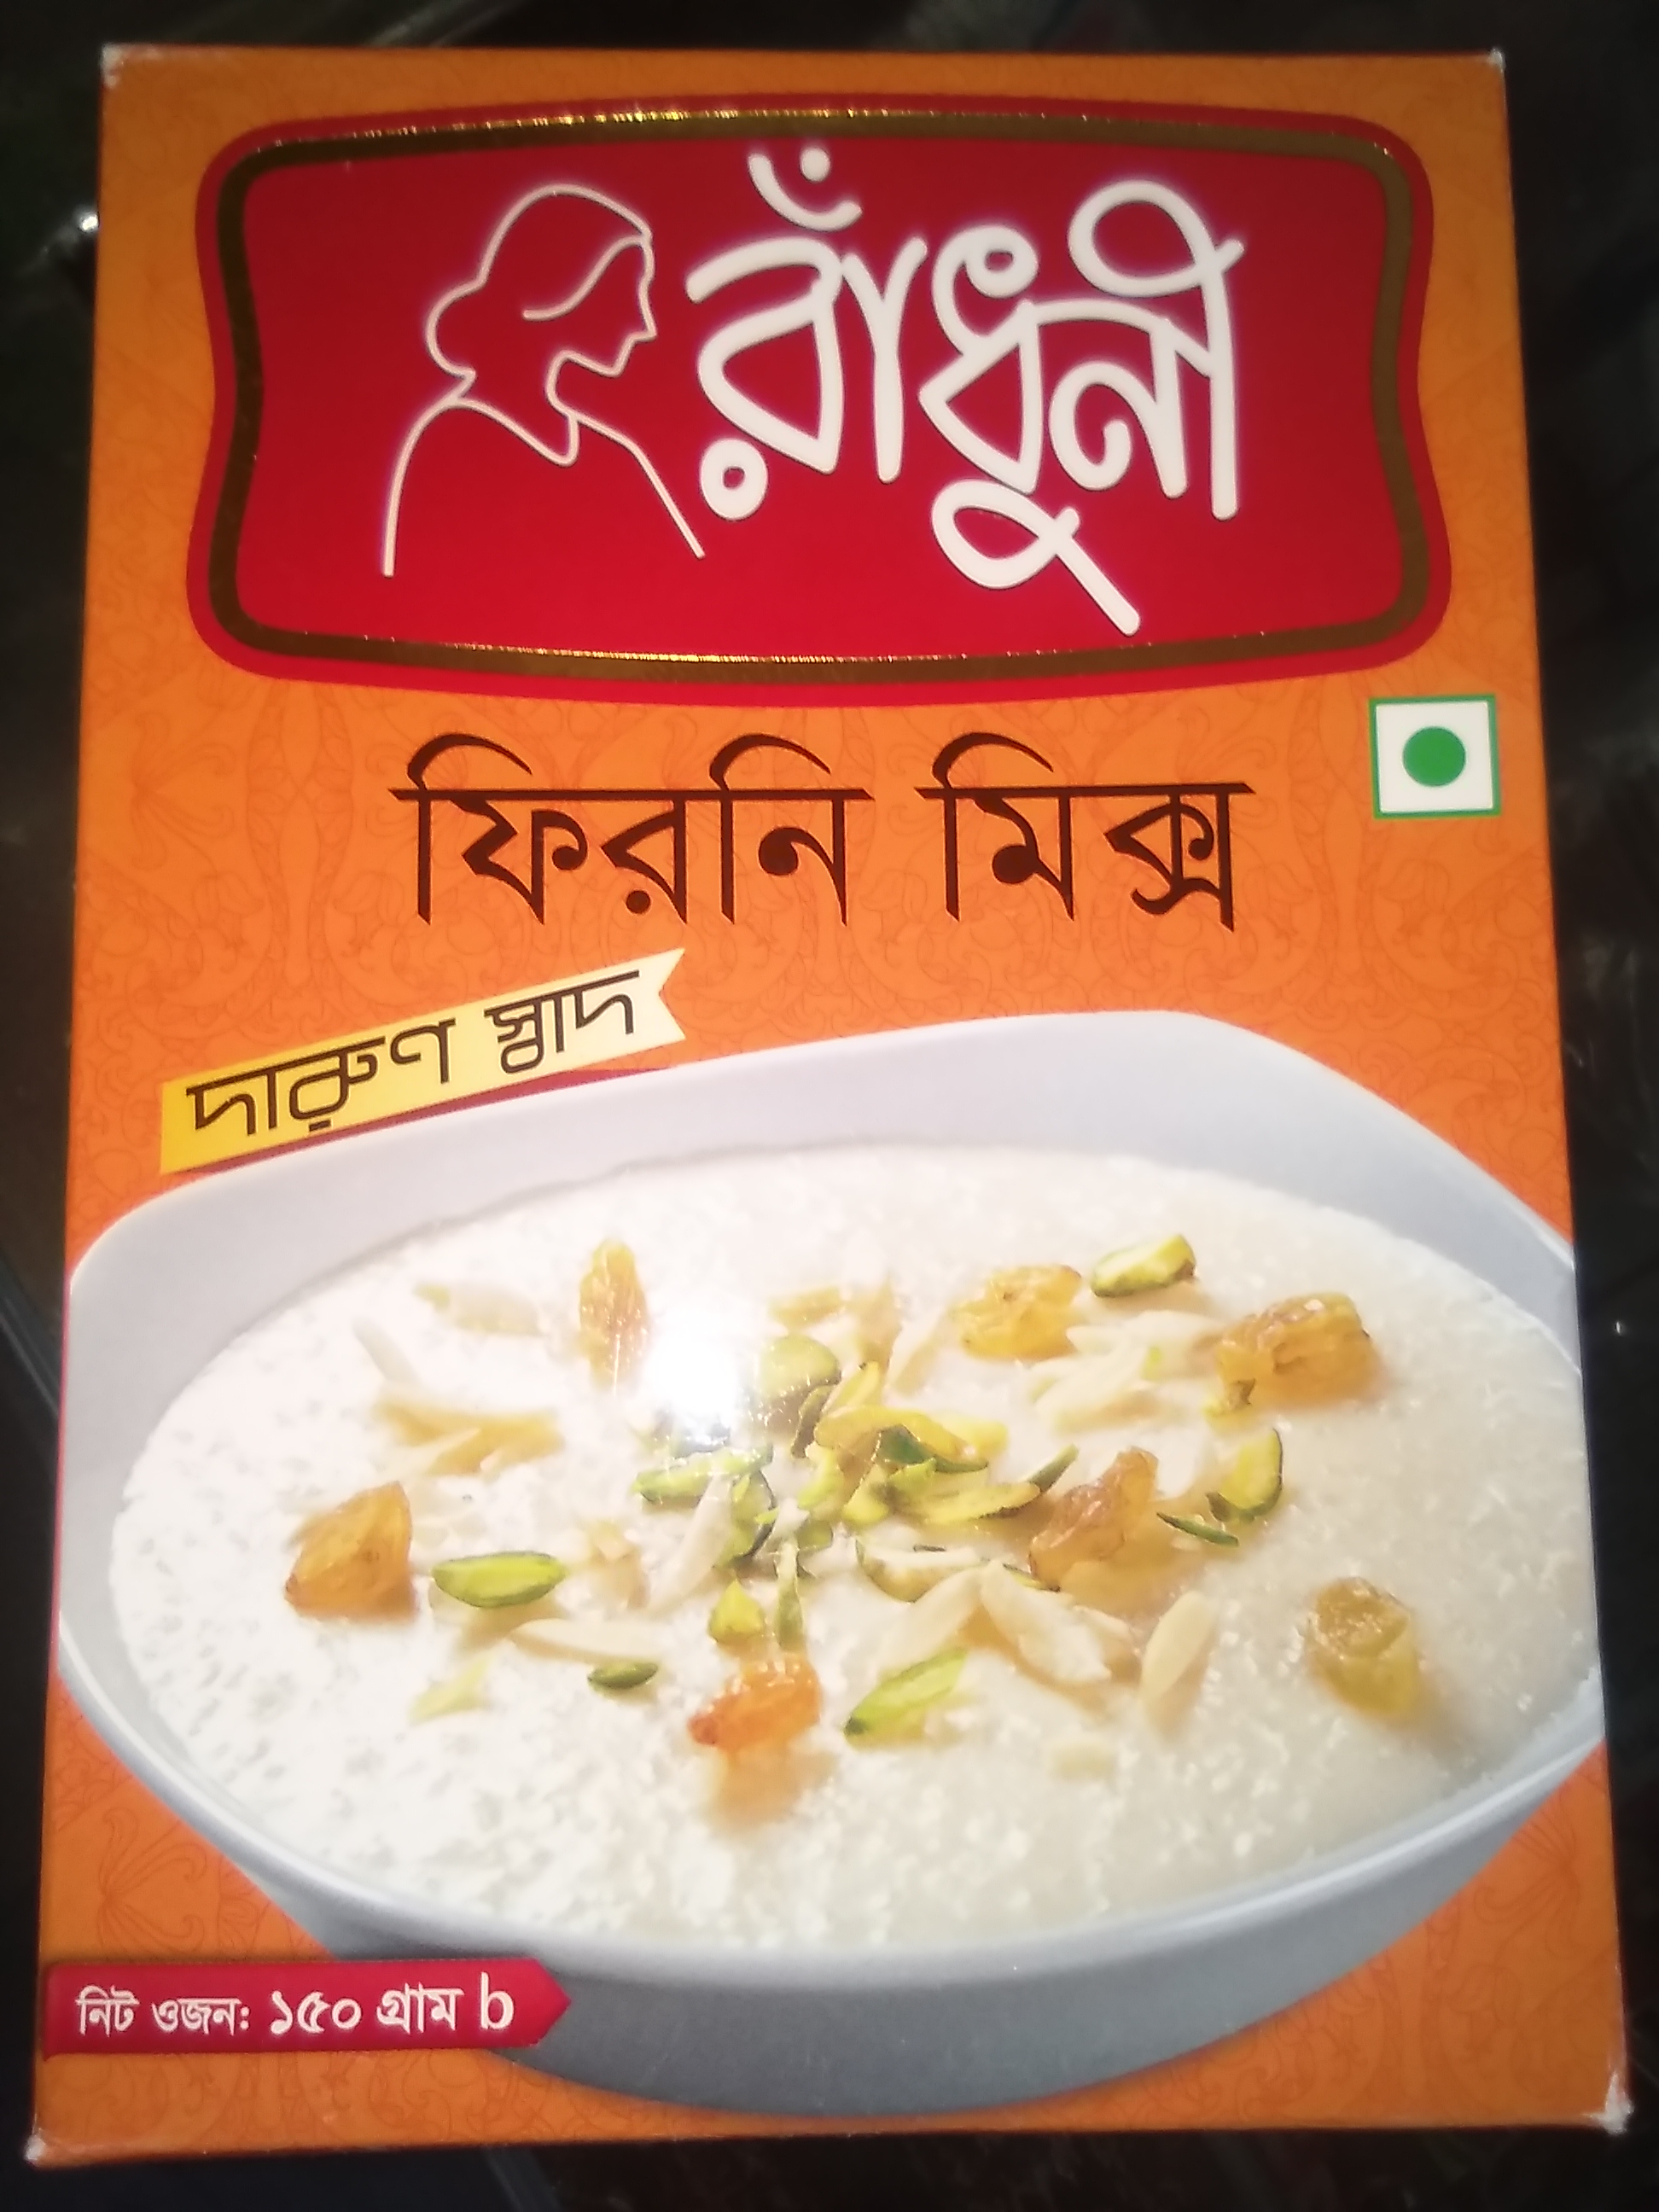 রাঁধুনী
ফিরনি মিক্স
দারুণ স্বাদ
নিট ওজন: ১৫০ গ্রাম b